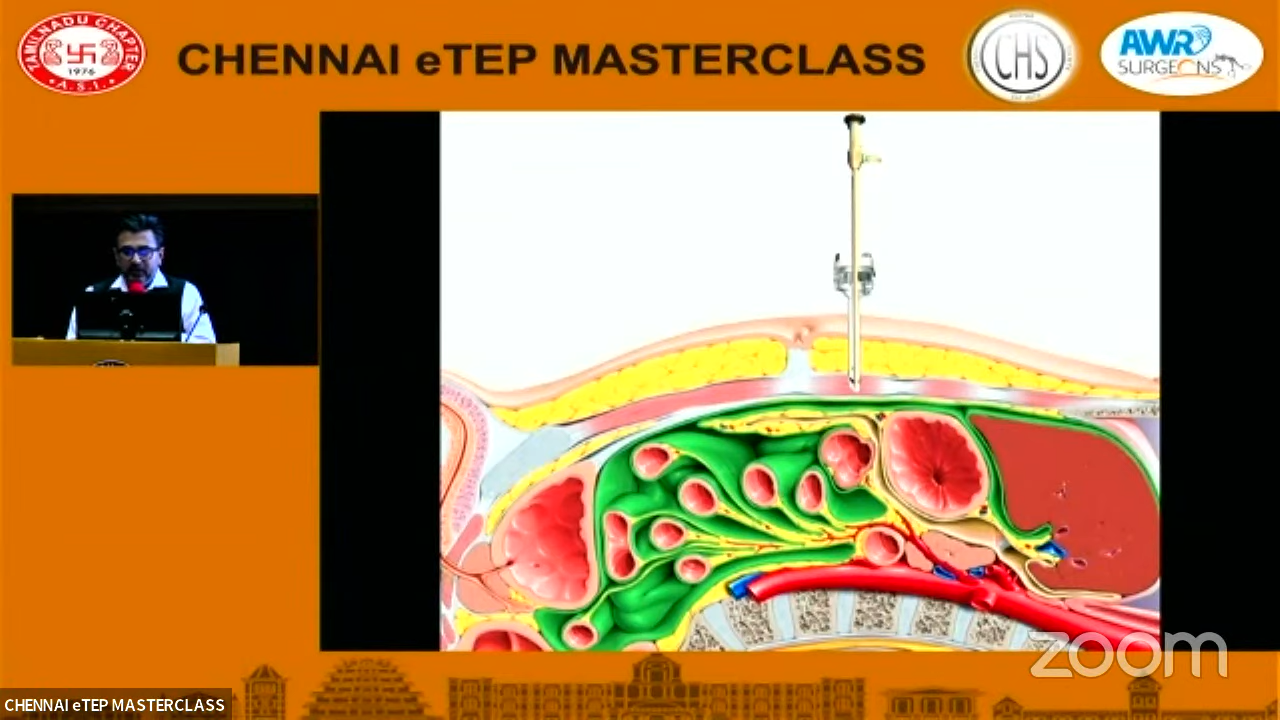 TAMILNADU CHAPTER
1976
A.S.I.
CHENNAI eTEP MASTERCLASS
CHS
AWR
SURGEONS
zoom
CHENNAI eTEP MASTERCLASS